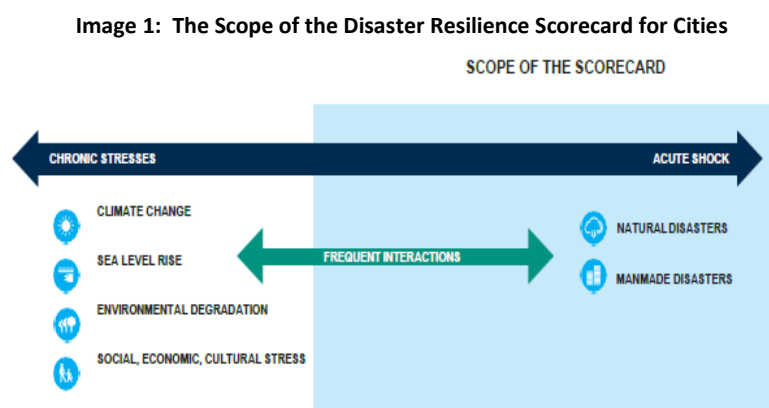 Image 1: The Scope of the Disaster Resilience Scorecard for Cities
SCOPE OF THE SCORECARD
CHRONIC STRESSES
ACUTE SHOCK
CLIMATE CHANGE
SEA LEVEL RISE
ENVIRONMENTAL DEGRADATION
SOCIAL, ECONOMIC, CULTURAL STRESS
FREQUENT INTERACTIONS
NATURAL DISASTERS
MANMADE DISASTERS